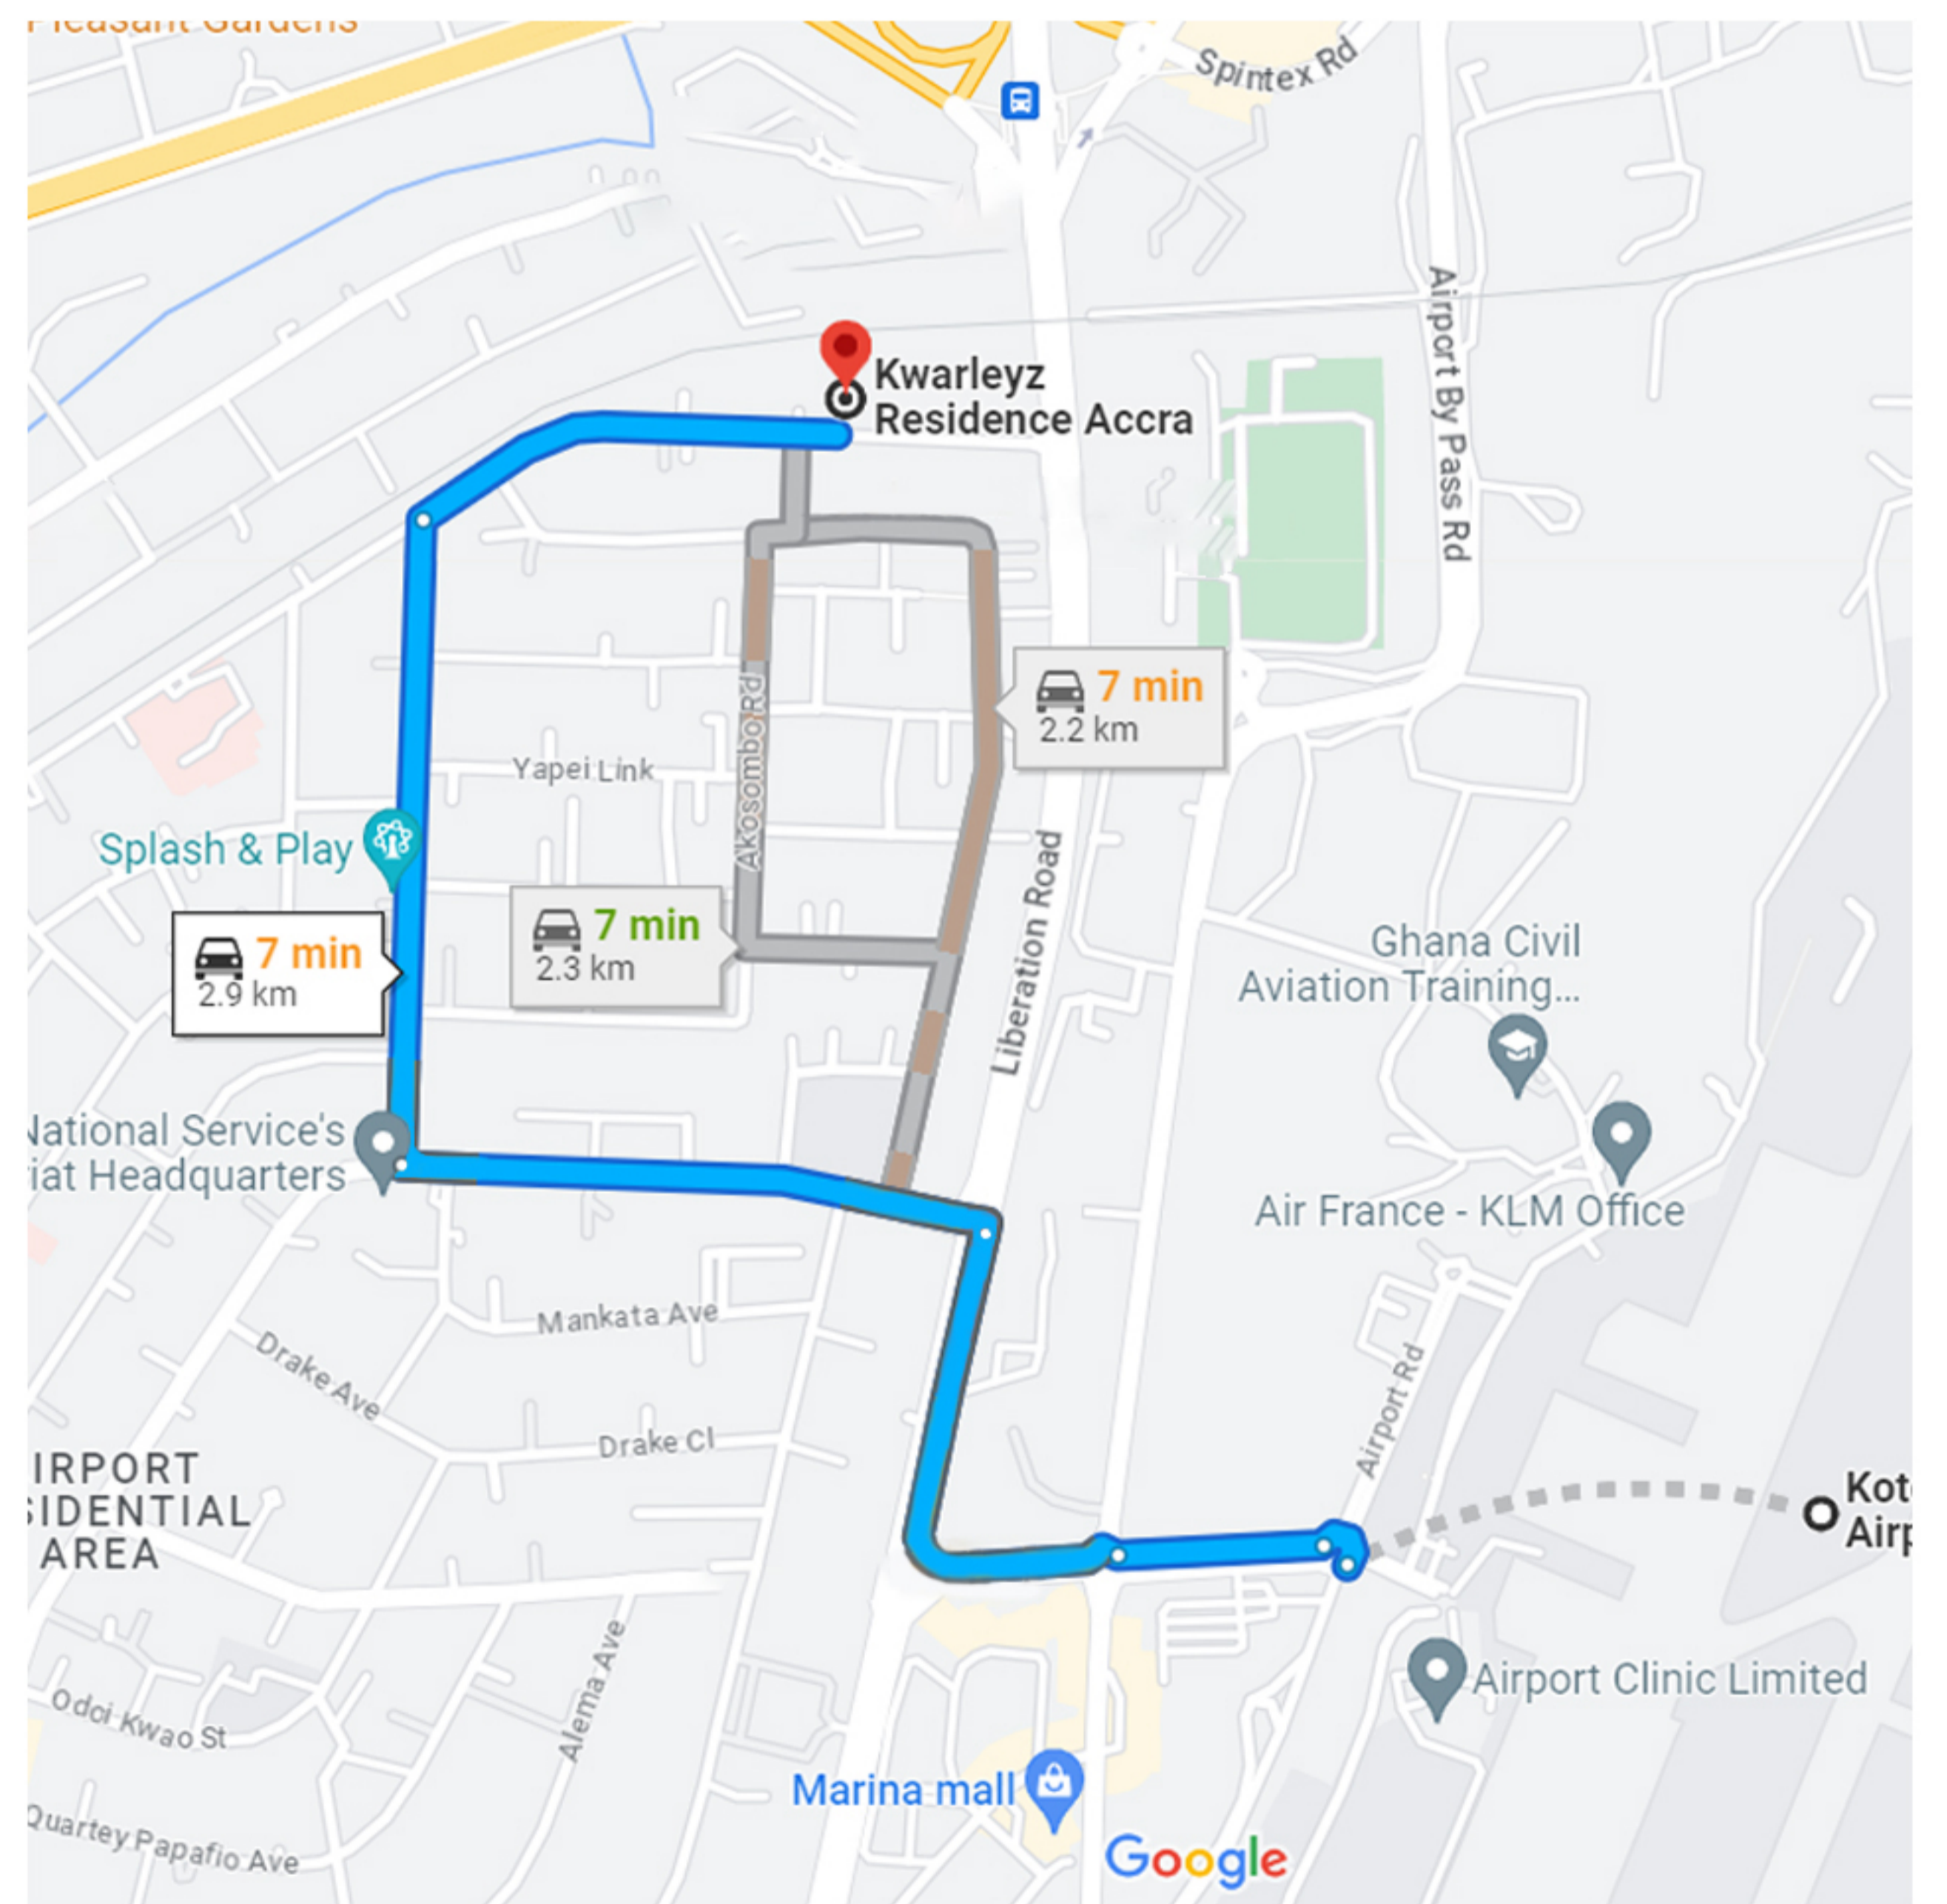 Pleasant Gardens
Spintex Rd
Airport By Pass Rd
Kwarleyz
Residence Accra
7 min
2.2 km
Akosombo Rd
Yapei Link
Splash & Play
7 min
2.3 km
7 min
2.9 km
Liberation Road
Ghana Civil
Aviation Training...
National Service's
iat Headquarters
Air France - KLM Office
Mankata Ave
Drake Ave
Airport Rd
Drake Cl
IRPORT
SIDENTIAL
AREA
Kot
Airp
Alema Ave
Airport Clinic Limited
Odoi Kwao St
Marina mall
Quartey Papafio Ave
Google